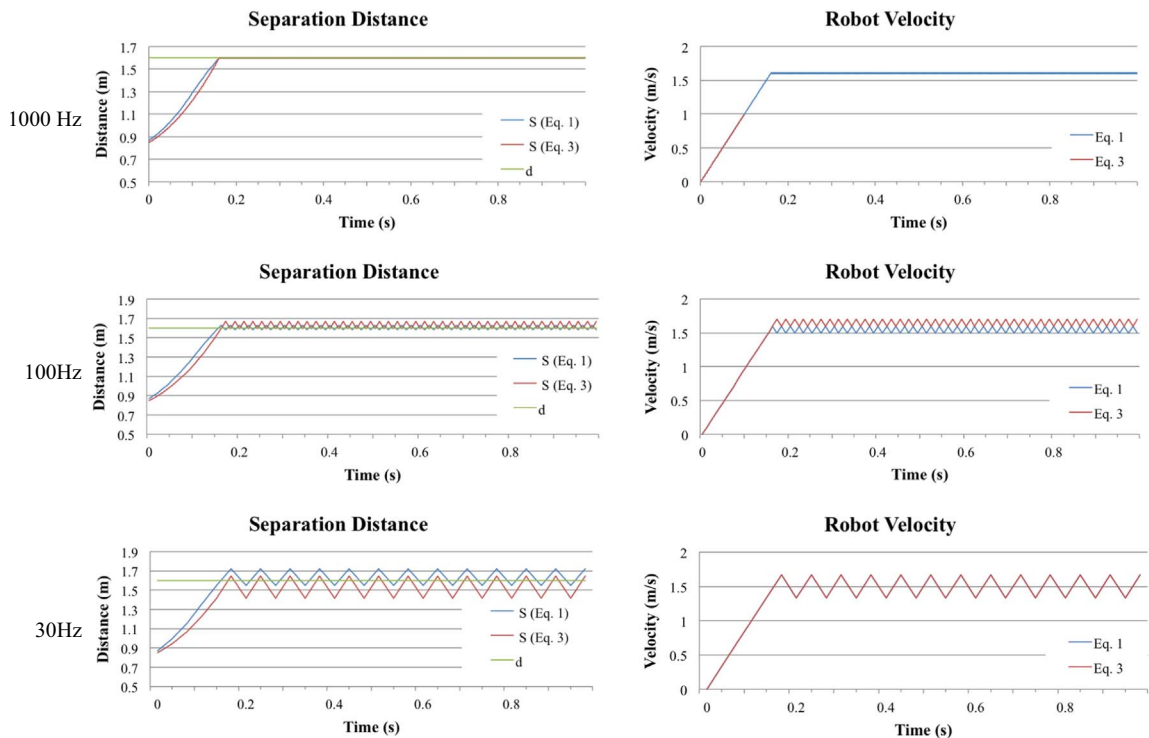 Separation Distance
1.7
1.5
1.3
1.1
0.9
0.7
0.5
Distance (m)
S (Eq. 1)
S (Eq. 3)
d
0
0.2
0.4
0.6
0.8
Time (s)
1000 Hz
Robot Velocity
2
1.5
1
0.5
0
Velocity (m/s)
Eq. 1
Eq. 3
0
0.2
0.4
0.6
0.8
Time (s)
Separation Distance
1.9
1.7
1.5
1.3
1.1
0.9
0.7
0.5
Distance (m)
S (Eq. 1)
S (Eq. 3)
d
0
0.2
0.4
0.6
0.8
Time (s)
100Hz
Robot Velocity
2
1.5
1
0.5
0
Velocity (m/s)
Eq. 1
Eq. 3
0
0.2
0.4
0.6
0.8
Time (s)
Separation Distance
1.9
1.7
1.5
1.3
1.1
0.9
0.7
0.5
Distance (m)
S (Eq. 1)
S (Eq. 3)
d
0
0.2
0.4
0.6
0.8
Time (s)
30Hz
Robot Velocity
2
1.5
1
0.5
0
Velocity (m/s)
Eq. 1
Eq. 3
0
0.2
0.4
0.6
0.8
Time (s)